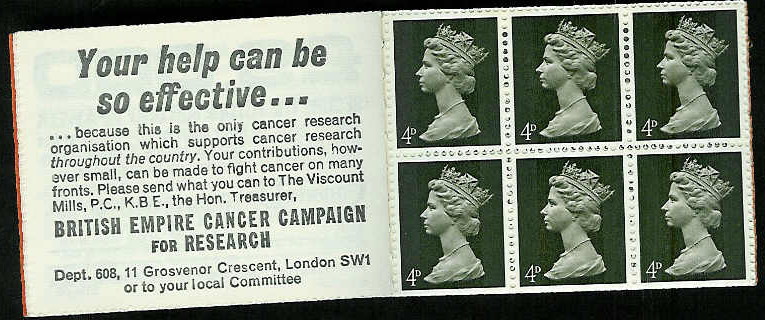 Your help can be
so effective...
... because this is the only cancer research
organisation which supports cancer research
throughout the country. Your contributions, how-
ever small, can be made to fight cancer on many
fronts. Please send what you can to The Viscount
Mills, P.C., K.B E., the Hon. Treasurer,
BRITISH EMPIRE CANCER CAMPAIGN
FOR RESEARCH
Dept. 608, 11 Grosvenor Crescent, London SW1
or to your local Committee
4D 4D 4D
4D 4D 4D